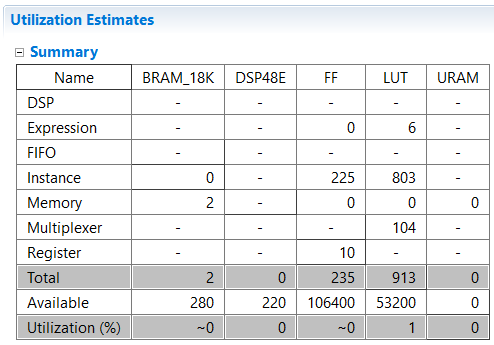 Utilization Estimates
Summary
Name BRAM_18K DSP48E FF LUT URAM
DSP - - - - -
Expression - - 0 6 -
FIFO - - - - -
Instance 0 - 225 803 -
Memory 2 - 0 0 0
Multiplexer - - - 104 -
Register - - 10 - -
Total 2 0 235 913 0
Available 280 220 106400 53200 0
Utilization (%) ~0 0 ~0 1 0